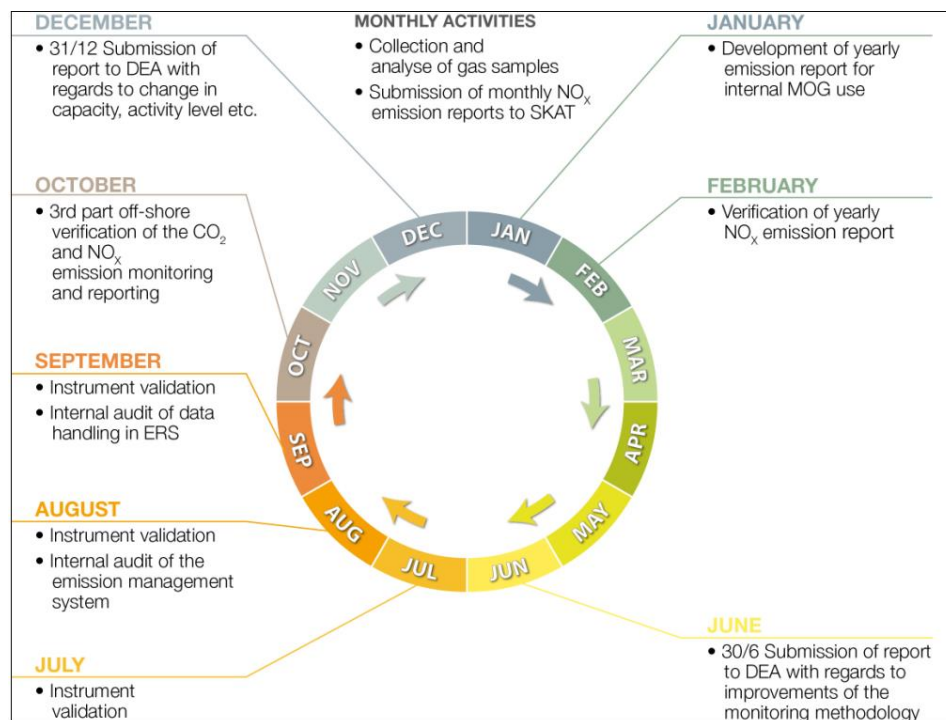 DECEMBER
• 31/12 Submission of
report to DEA with
regards to change in
capacity, activity level etc.
MONTHLY ACTIVITIES
• Collection and
analyse of gas samples
• Submission of monthly NOₓ
emission reports to SKAT
JANUARY
• Development of yearly
emission report for
internal MOG use
OCTOBER
• 3rd part off-shore
verification of the CO₂
and NOₓ
emission monitoring
and reporting
FEBRUARY
• Verification of yearly
NOₓ emission report
SEPTEMBER
• Instrument validation
• Internal audit of data
handling in ERS
AUGUST
• Instrument validation
• Internal audit of the
emission management
system
JULY
• Instrument
validation
JUNE
• 30/6 Submission of report
to DEA with regards to
improvements of the
monitoring methodology
JAN
FEB
MAR
APR
MAY
JUN
JUL
AUG
SEP
OCT
NOV
DEC